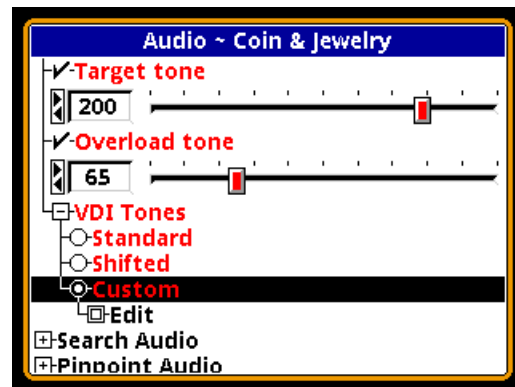 Audio ~ Coin & Jewelry
Target tone
200
Overload tone
65
VDI Tones
Standard
Shifted
Custom
Edit
Search Audio
Pinpoint Audio